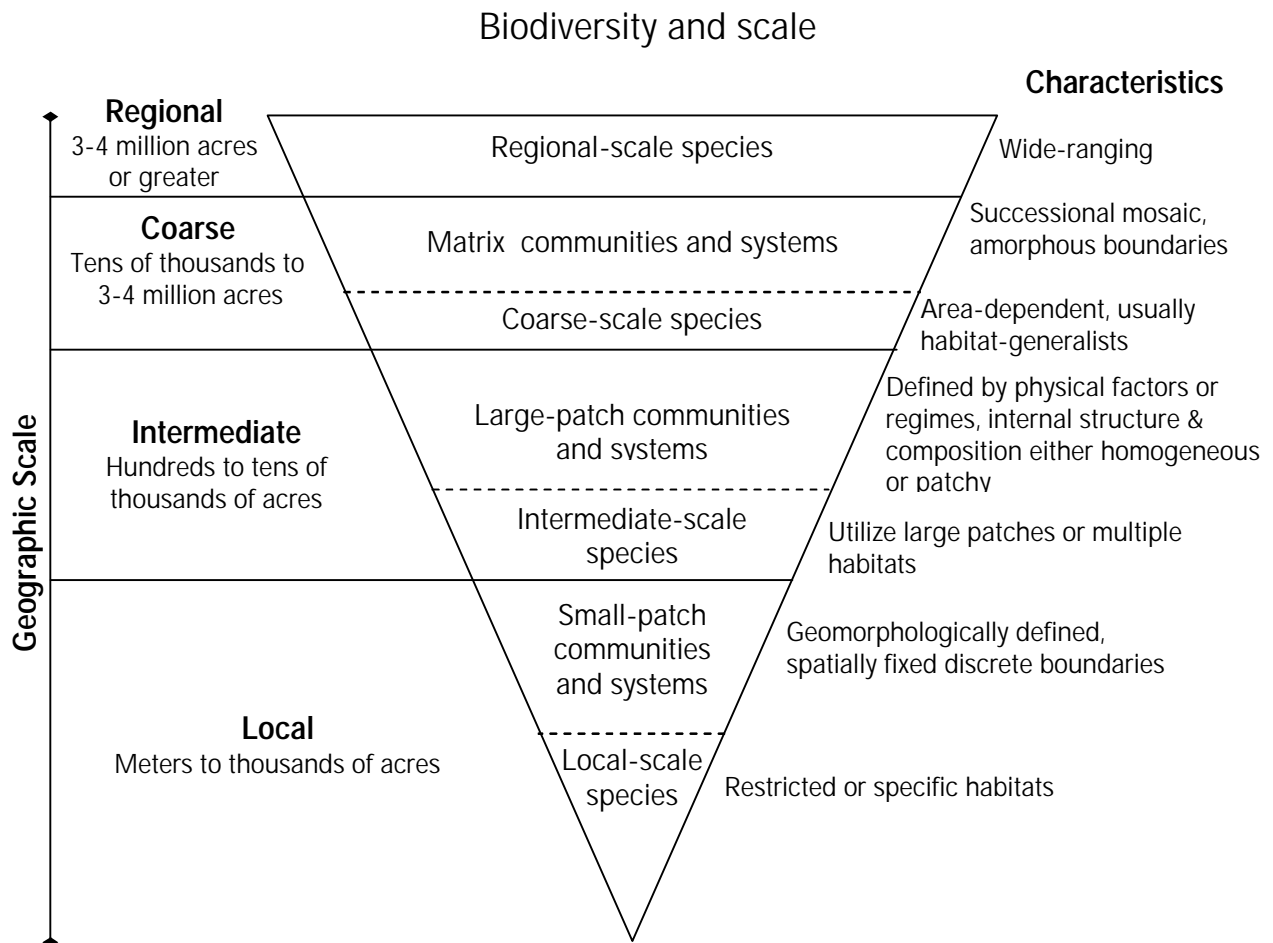 Biodiversity and scale
Characteristics
Regional
3-4 million acres
or greater
Regional-scale species
Wide-ranging
Coarse
Tens of thousands to
3-4 million acres
Matrix communities and systems
Successional mosaic,
amorphous boundaries
Coarse-scale species
Area-dependent, usually
habitat-generalists
Geographic Scale
Intermediate
Hundreds to tens of
thousands of acres
Large-patch communities
and systems
Defined by physical factors or
regimes, internal structure &
composition either homogeneous
or patchy
Intermediate-scale
species
Utilize large patches or multiple
habitats
Local
Meters to thousands of acres
Small-patch
communities
and systems
Geomorphologically defined,
spatially fixed discrete boundaries
Local-scale
species
Restricted or specific habitats